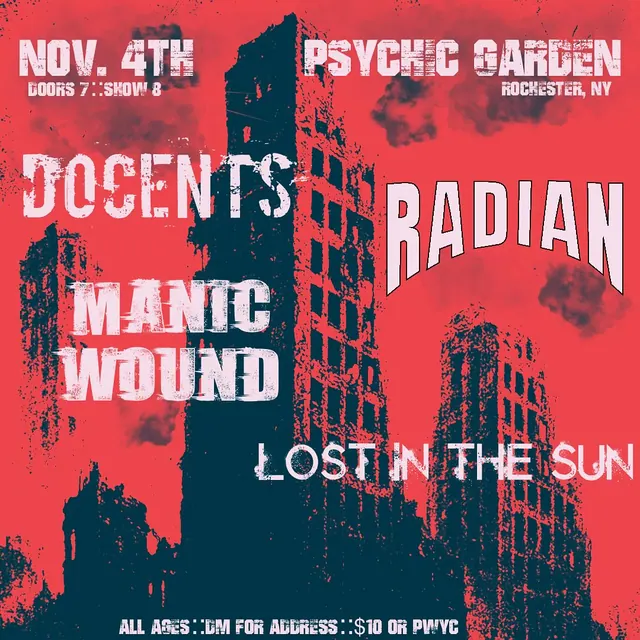 NOV. 4TH
DOORS 7::SHOW 8
PSYCHIC GARDEN
ROCHESTER, NY
DOCENTS
RADIAN
MANIC
WOUND
LOST IN THE SUN
ALL AGES::DM FOR ADDRESS::$10 OR PWYC